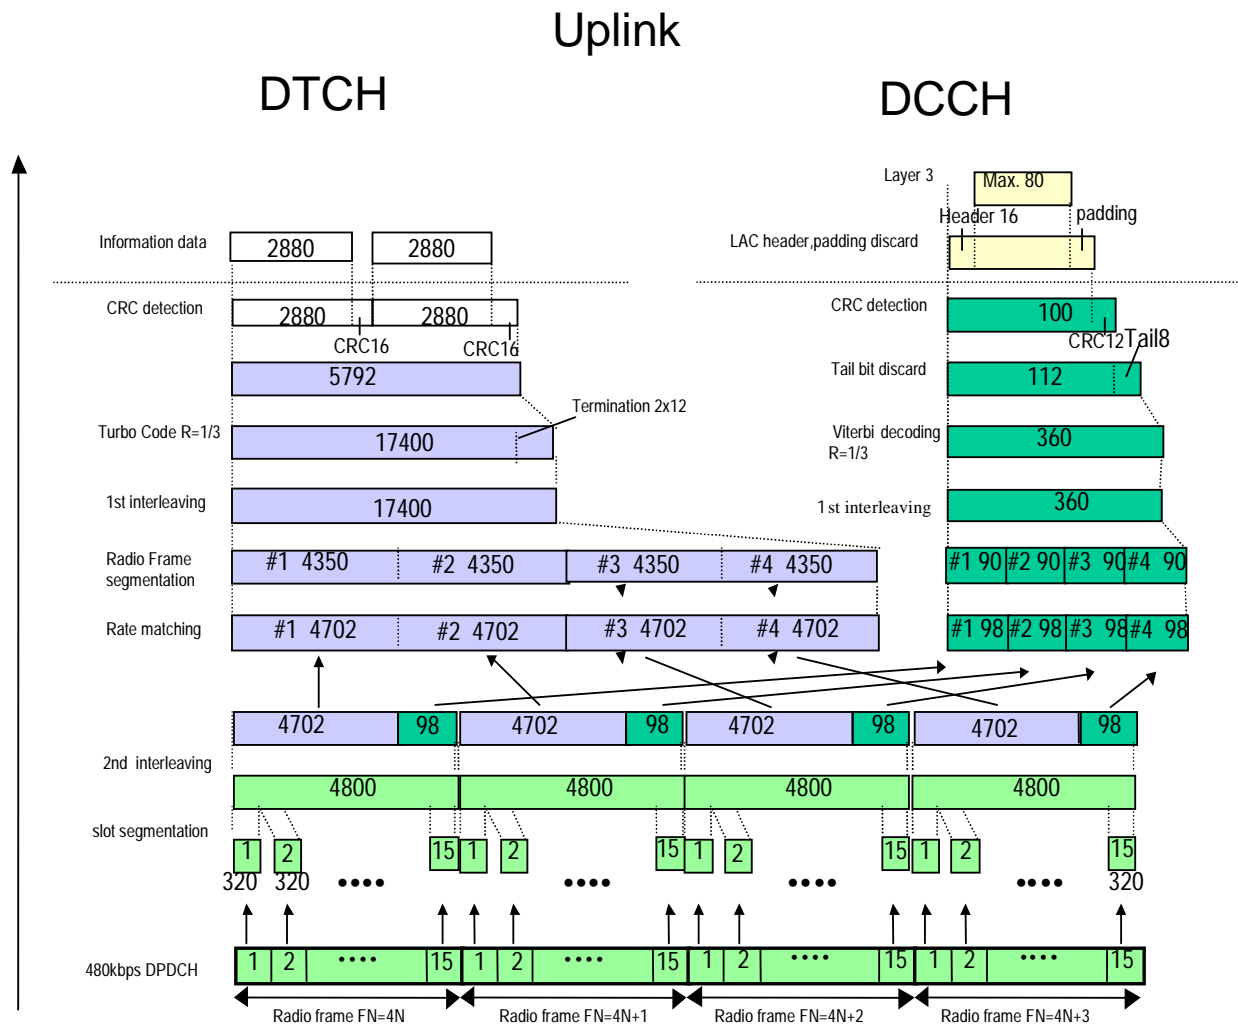 Uplink
DTCH
DCCH
Layer 3
Max. 80
Header 16
padding
Information data
2880
2880
LAC header,padding discard
CRC detection
2880
2880
CRC16
CRC16
CRC detection
100
CRC12
Tail8
5792
Tail bit discard
112
Termination 2x12
Turbo Code R=1/3
17400
Viterbi decoding
R=1/3
360
1st interleaving
17400
1st interleaving
360
Radio Frame
segmentation
#1 4350
#2 4350
#3 4350
#4 4350
#1 90
#2 90
#3 90
#4 90
Rate matching
#1 4702
#2 4702
#3 4702
#4 4702
#1 98
#2 98
#3 98
#4 98
4702
98
4702
98
4702
98
4702
98
2nd interleaving
4800
4800
4800
4800
slot segmentation
1
2
15
1
2
15
1
2
15
1
2
15
320
320
••••
••••
••••
••••
320
480kbps DPDCH
1
2
••••
15
1
2
••••
15
1
2
••••
15
1
2
••••
15
Radio frame FN=4N
Radio frame FN=4N+1
Radio frame FN=4N+2
Radio frame FN=4N+3